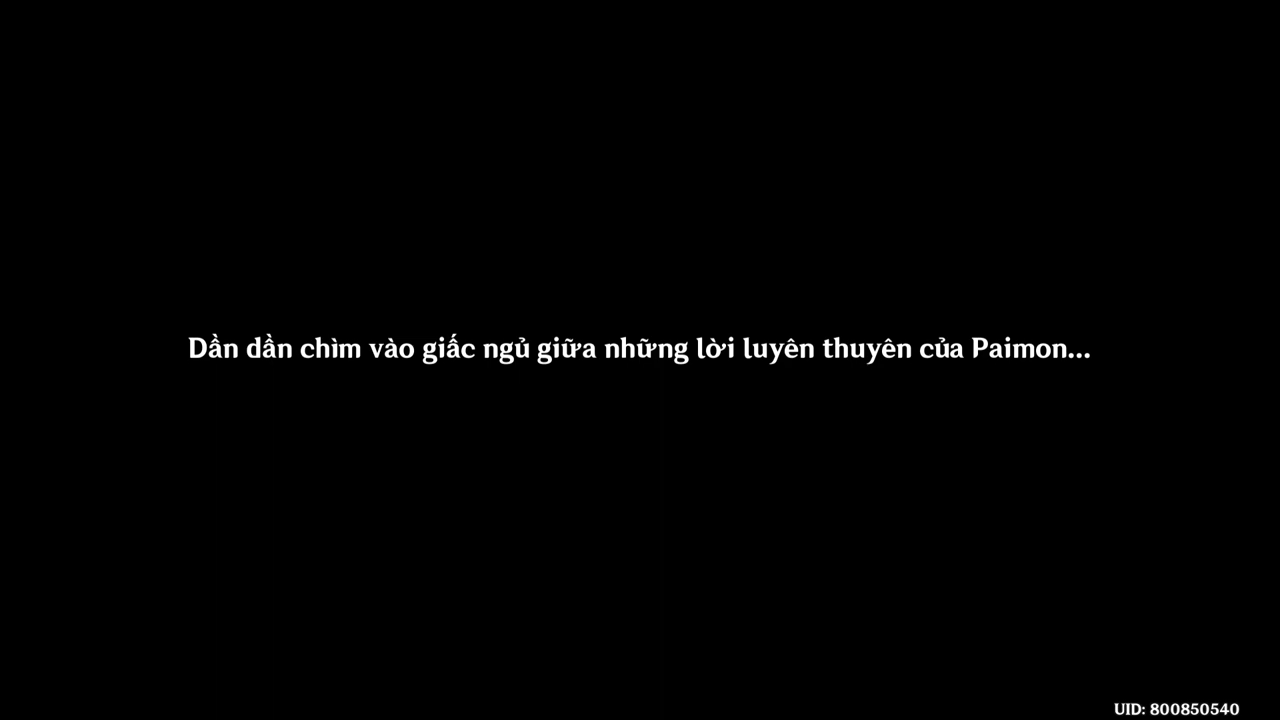 Dần dần chìm vào giấc ngủ giữa những lời luyên thuyên của Paimon...
UID: 800850540